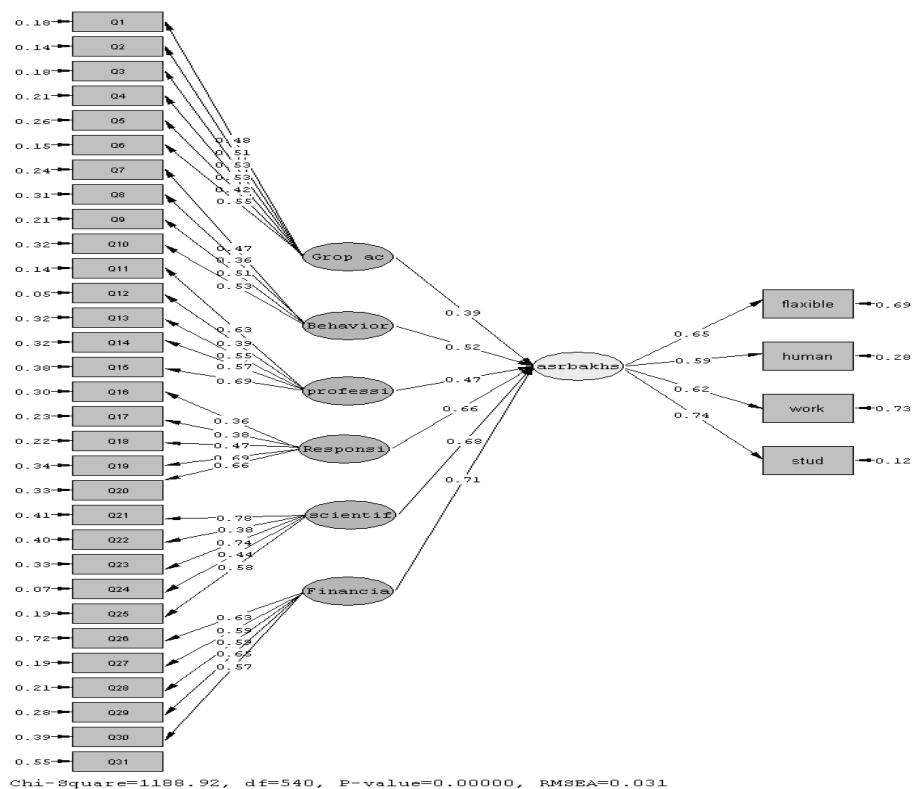 0.18 Q1
0.14 Q2
0.18 Q3
0.21 Q4
0.26 Q5
0.15 Q6
0.24 Q7
0.31 Q8
0.21 Q9
0.32 Q10
0.14 Q11
0.05 Q12
0.32 Q13
0.32 Q14
0.38 Q15
0.30 Q16
0.23 Q17
0.22 Q18
0.34 Q19
0.33 Q20
0.41 Q21
0.40 Q22
0.33 Q23
0.07 Q24
0.19 Q25
0.72 Q26
0.19 Q27
0.21 Q28
0.28 Q29
0.39 Q30
0.55 Q31
0.48
0.51
0.53
0.53
0.42
0.55
0.47
0.36
0.51
0.53
0.63
0.39
0.55
0.57
0.69
0.36
0.38
0.47
0.69
0.66
0.78
0.38
0.74
0.44
0.58
0.63
0.59
0.59
0.65
0.57
Grop ac
Behavior
professi
Responsi
scientif
Financia
0.39
0.52
0.47
0.66
0.68
0.71
asrbakhs
0.65
0.59
0.62
0.74
flaxible 0.69
human 0.28
work 0.73
stud 0.12
Chi-Square=1188.92, df=540, P-value=0.00000, RMSEA=0.031